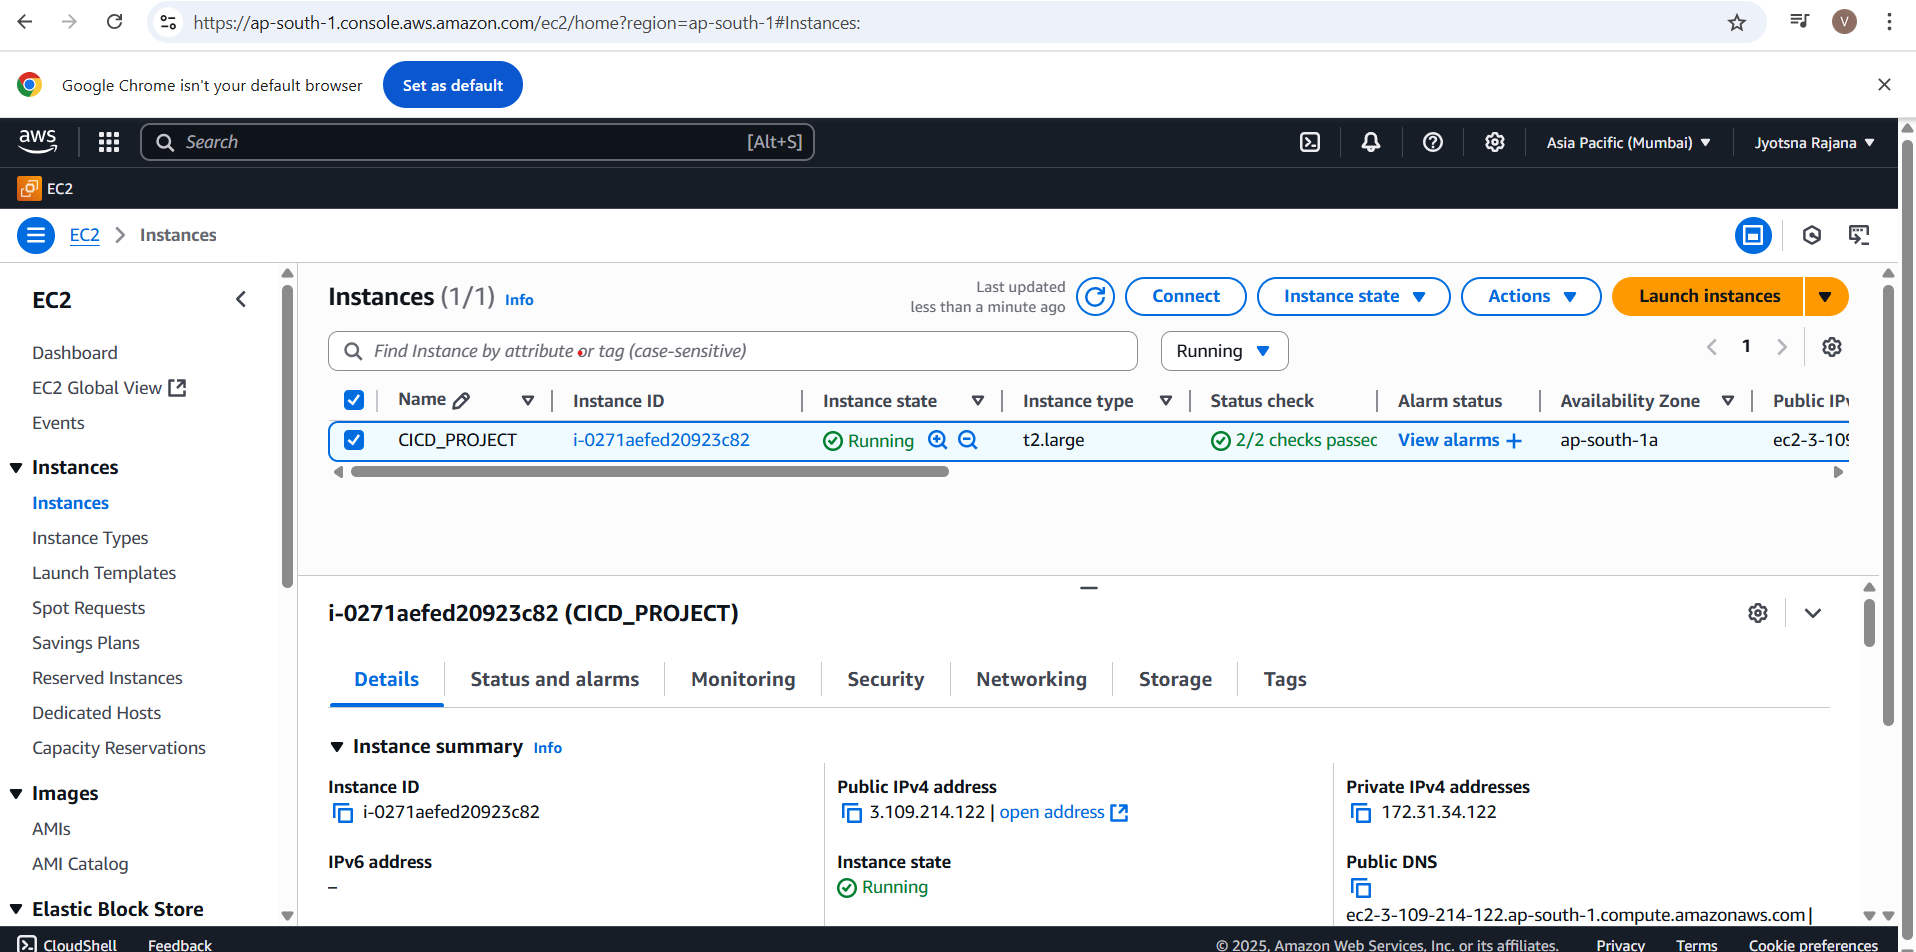 https://ap-south-1.console.aws.amazon.com/ec2/home?region=ap-south-1#Instances:
V
Google Chrome isn't your default browser
Set as default
aws
Search
[Alt+S]
Asia Pacific (Mumbai)
Jyotsna Rajana
EC2
EC2
Instances
EC2
Dashboard
EC2 Global View
Events
Instances
Instances
Instance Types
Launch Templates
Spot Requests
Savings Plans
Reserved Instances
Dedicated Hosts
Capacity Reservations
Images
AMIs
AMI Catalog
Elastic Block Store
Instances (1/1) Info
Last updated
less than a minute ago
Connect
Instance state
Actions
Launch instances
Find Instance by attribute or tag (case-sensitive)
Running
1
Name Instance ID Instance state Instance type Status check Alarm status Availability Zone Public IPv
CICD_PROJECT i-0271aefed20923c82 Running t2.large 2/2 checks passec View alarms + ap-south-1a ec2-3-109
i-0271aefed20923c82 (CICD_PROJECT)
Details Status and alarms Monitoring Security Networking Storage Tags
Instance summary Info
Instance ID
i-0271aefed20923c82
Public IPv4 address
3.109.214.122 | open address
Private IPv4 addresses
172.31.34.122
IPv6 address
–
Instance state
Running
Public DNS
ec2-3-109-214-122.ap-south-1.compute.amazonaws.com |
CloudShell Feedback
© 2025, Amazon Web Services, Inc. or its affiliates. Privacy Terms Cookie preferences